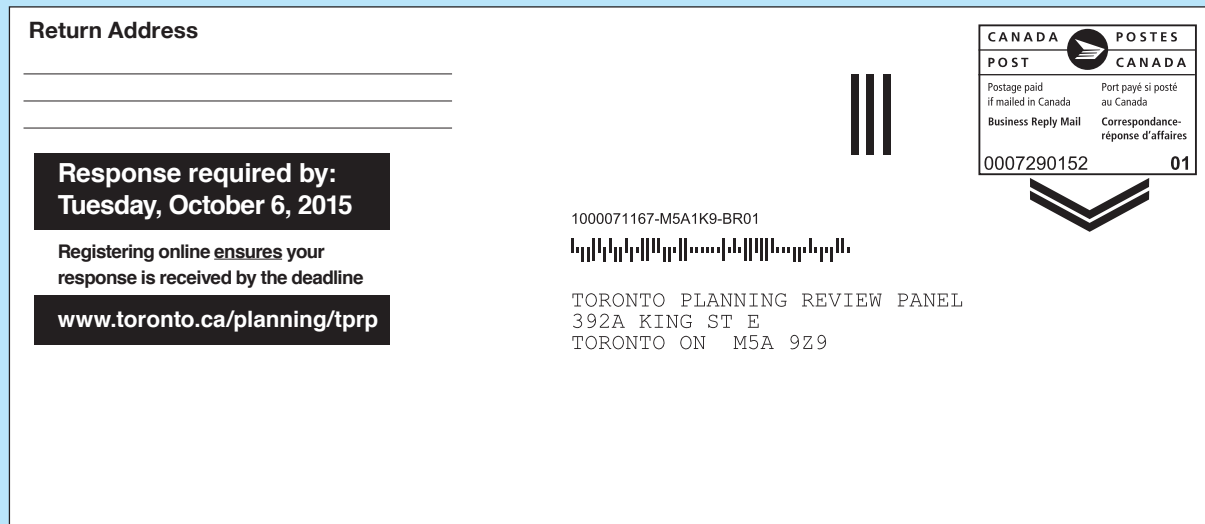 Return Address
Response required by:
Tuesday, October 6, 2015
Registering online ensures your
response is received by the deadline
www.toronto.ca/planning/tprp
CANADA POSTES
POST CANADA
Postage paid
if mailed in Canada
Port payé si posté
au Canada
Business Reply Mail
Correspondance-
réponse d'affaires
0007290152 01
1000071167-M5A1K9-BR01
TORONTO PLANNING REVIEW PANEL
392A KING ST E
TORONTO ON M5A 9Z9